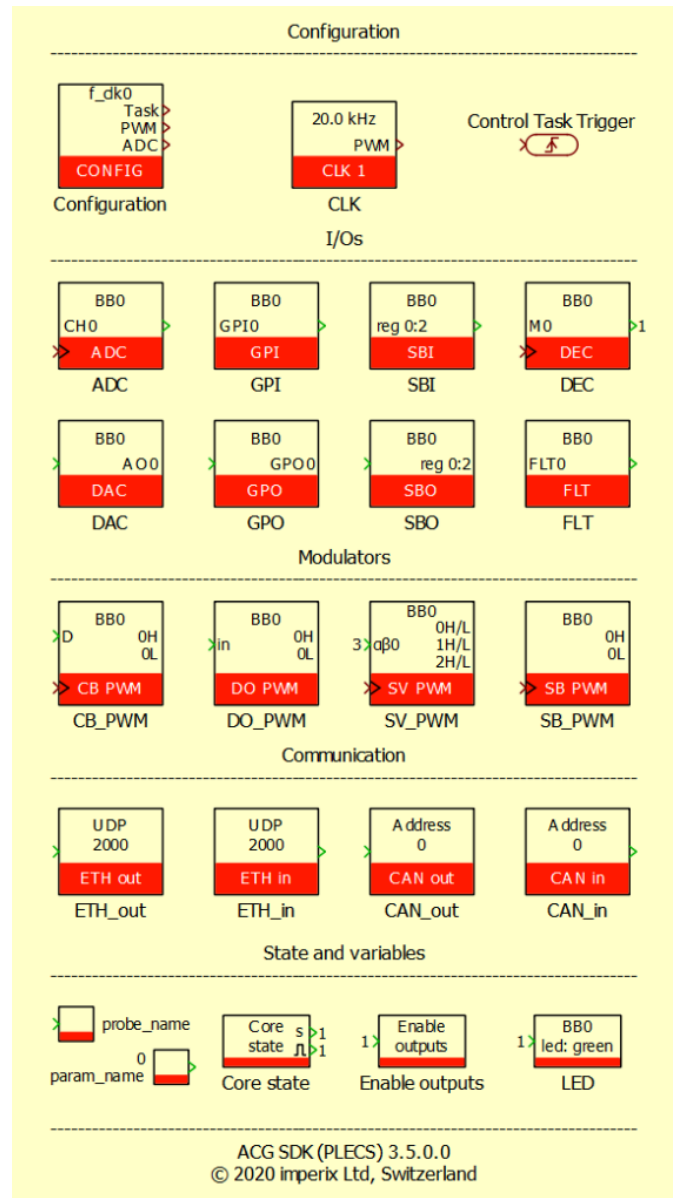 Configuration
f_dk0
Task
PWM
ADC
CONFIG
Configuration
20.0 kHz
PWM
CLK 1
CLK
Control Task Trigger
I/Os
BB0
CH0
ADC
ADC
BB0
GPI0
GPI
GPI
BB0
reg 0:2
SBI
SBI
BB0
M0
1
DEC
DEC
BB0
AO0
DAC
DAC
BB0
GPO0
GPO
GPO
BB0
reg 0:2
SBO
SBO
BB0
FLT0
FLT
FLT
Modulators
BB0
D
0H
0L
CB PWM
CB_PWM
BB0
in
0H
0L
DO PWM
DO_PWM
BB0
0H/L
3 αβ0 1H/L
2H/L
SV PWM
SV_PWM
BB0
0H
0L
SB PWM
SB_PWM
Communication
UDP
2000
ETH out
ETH_out
UDP
2000
ETH in
ETH_in
Address
0
CAN out
CAN_out
Address
0
CAN in
CAN_in
State and variables
probe_name
0
param_name
Core
state
s 1
1
Core state
Enable
1 outputs
Enable outputs
BB0
1 led: green
LED
ACG SDK (PLECS) 3.5.0.0
© 2020 imperix Ltd, Switzerland